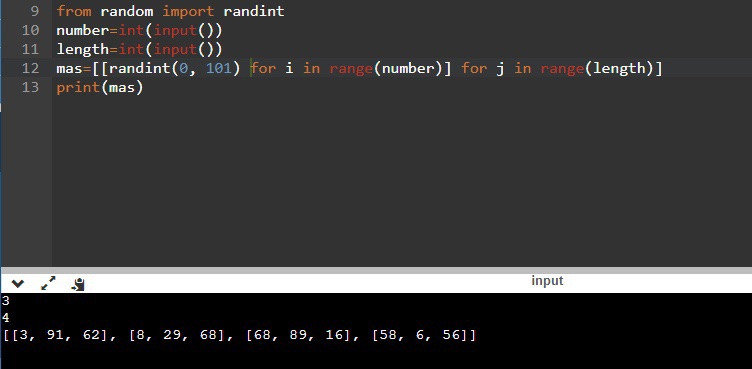 9 from random import randint
10 number=int(input())
11 length=int(input())
12 mas=[[randint(0, 101) for i in range(number)] for j in range(length)]
13 print(mas)
input
3
4
[[3, 91, 62], [8, 29, 68], [68, 89, 16], [58, 6, 56]]